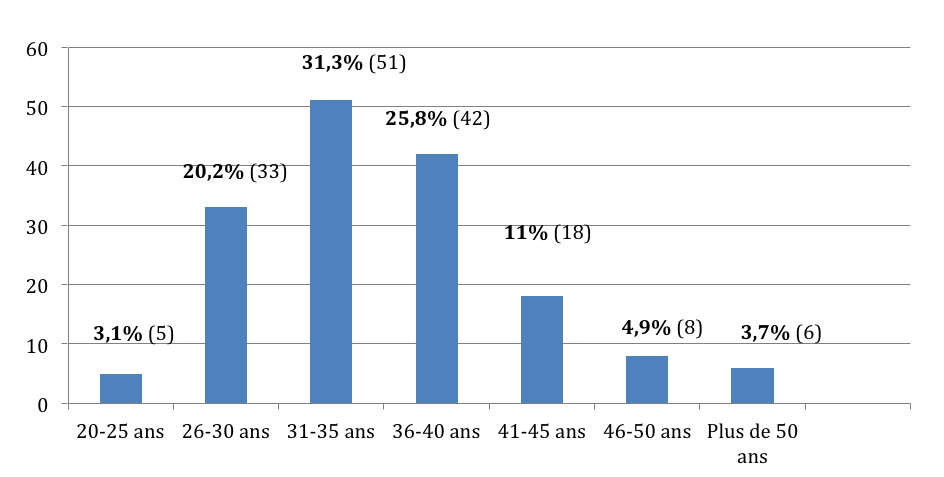 60
31,3% (51)
50
25,8% (42)
40
20,2% (33)
30
11% (18)
20
3,1% (5)
4,9% (8)
3,7% (6)
10
0
20-25 ans
26-30 ans
31-35 ans
36-40 ans
41-45 ans
46-50 ans
Plus de 50
ans